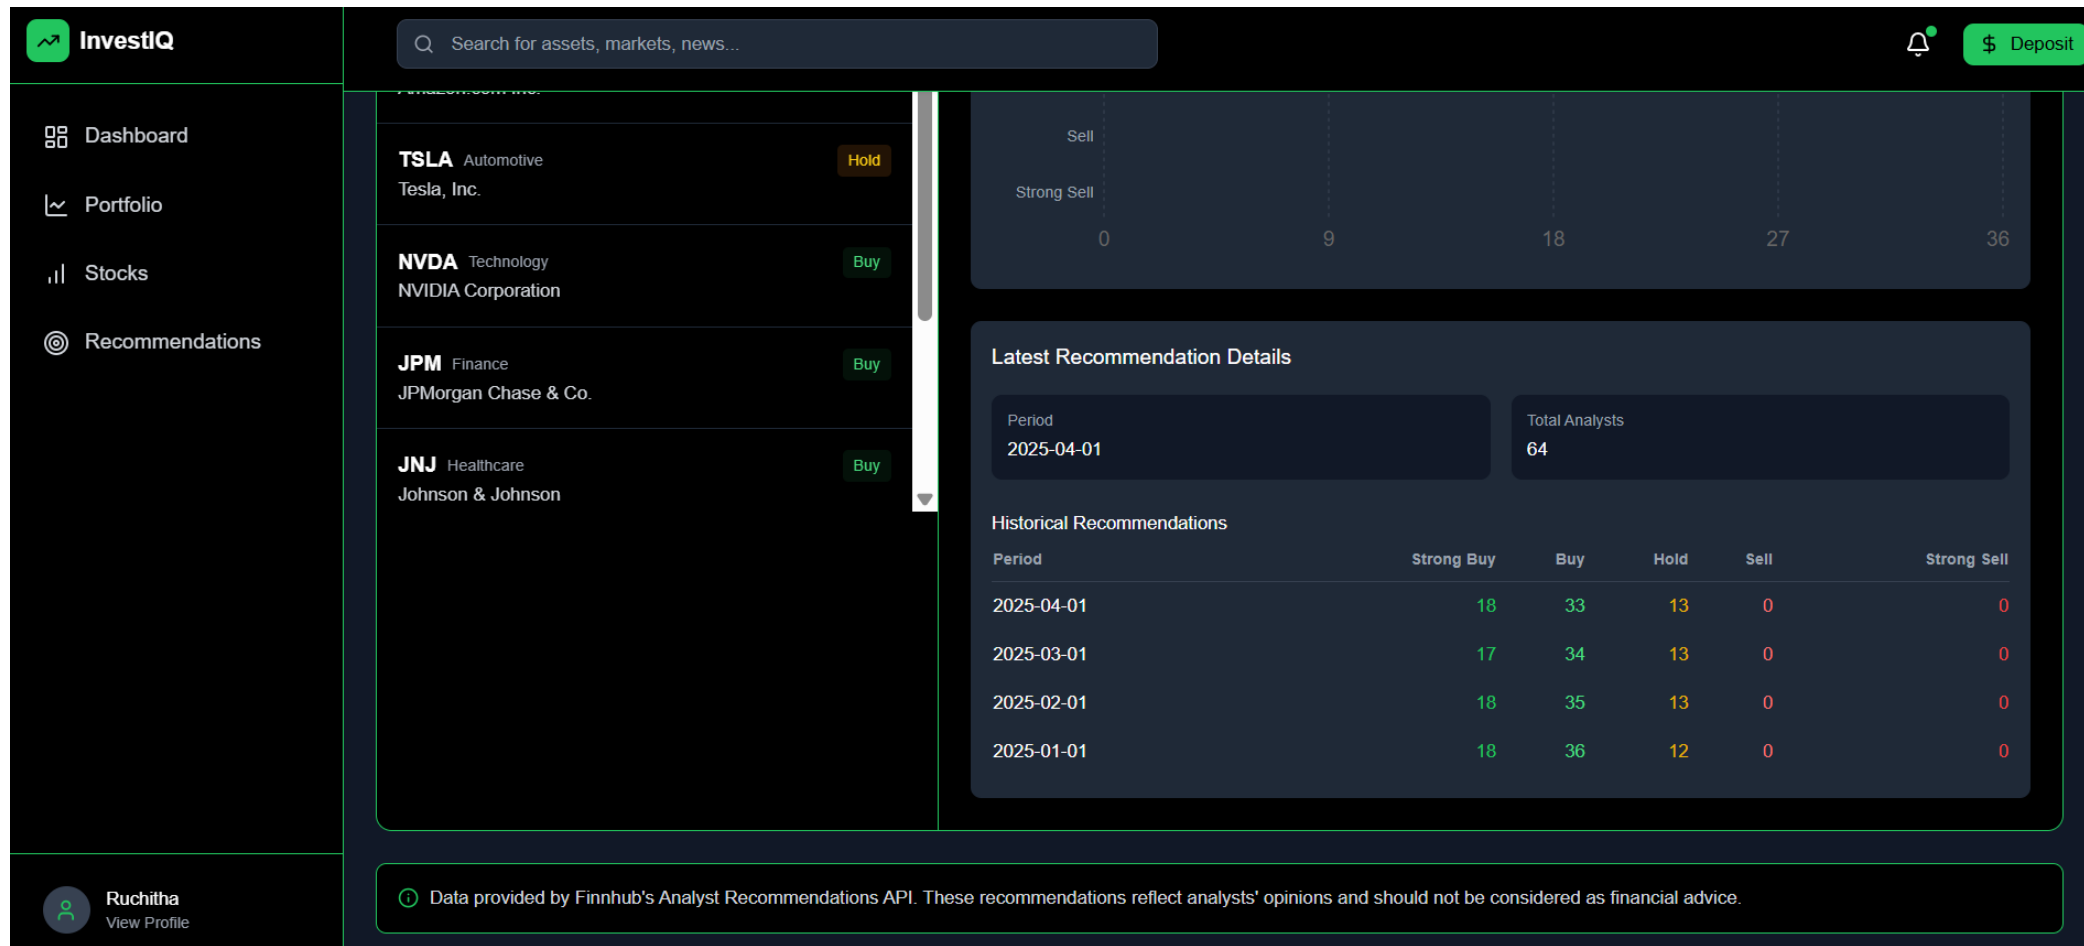 InvestIQ
Search for assets, markets, news...
$ Deposit
Dashboard
Portfolio
Stocks
Recommendations
Ruchitha
View Profile
Amazon.com Inc.
TSLA Automotive Hold
Tesla, Inc.
NVDA Technology Buy
NVIDIA Corporation
JPM Finance Buy
JPMorgan Chase & Co.
JNJ Healthcare Buy
Johnson & Johnson
Sell
Strong Sell
0 9 18 27 36
Latest Recommendation Details
Period
2025-04-01
Total Analysts
64
Historical Recommendations
Period Strong Buy Buy Hold Sell Strong Sell
2025-04-01 18 33 13 0 0
2025-03-01 17 34 13 0 0
2025-02-01 18 35 13 0 0
2025-01-01 18 36 12 0 0
Data provided by Finnhub's Analyst Recommendations API. These recommendations reflect analysts' opinions and should not be considered as financial advice.